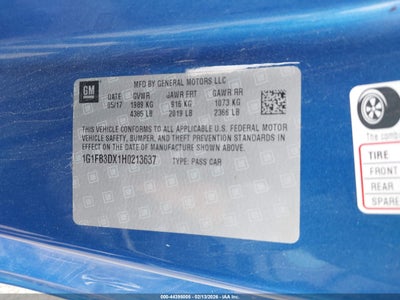 GM
MFD BY GENERAL MOTORS LLC
DATE GVWR GAWR FRT GAWR RR
05/17 1989 KG 916 KG 1073 KG
4385 LB 2019 LB 2366 LB
THIS VEHICLE CONFORMS TO ALL APPLICABLE U.S. FEDERAL MOTOR
VEHICLE SAFETY, BUMPER, AND THEFT PREVENTION STANDARDS
IN EFFECT ON THE DATE OF MANUFACTURE SHOWN ABOVE.
1G1FB3DX1H0213637 TYPE: PASS CAR
The comb
TIRE
FRONT
REAR
SPARE
000-44398065 - 02/13/2026 - IAA, Inc.